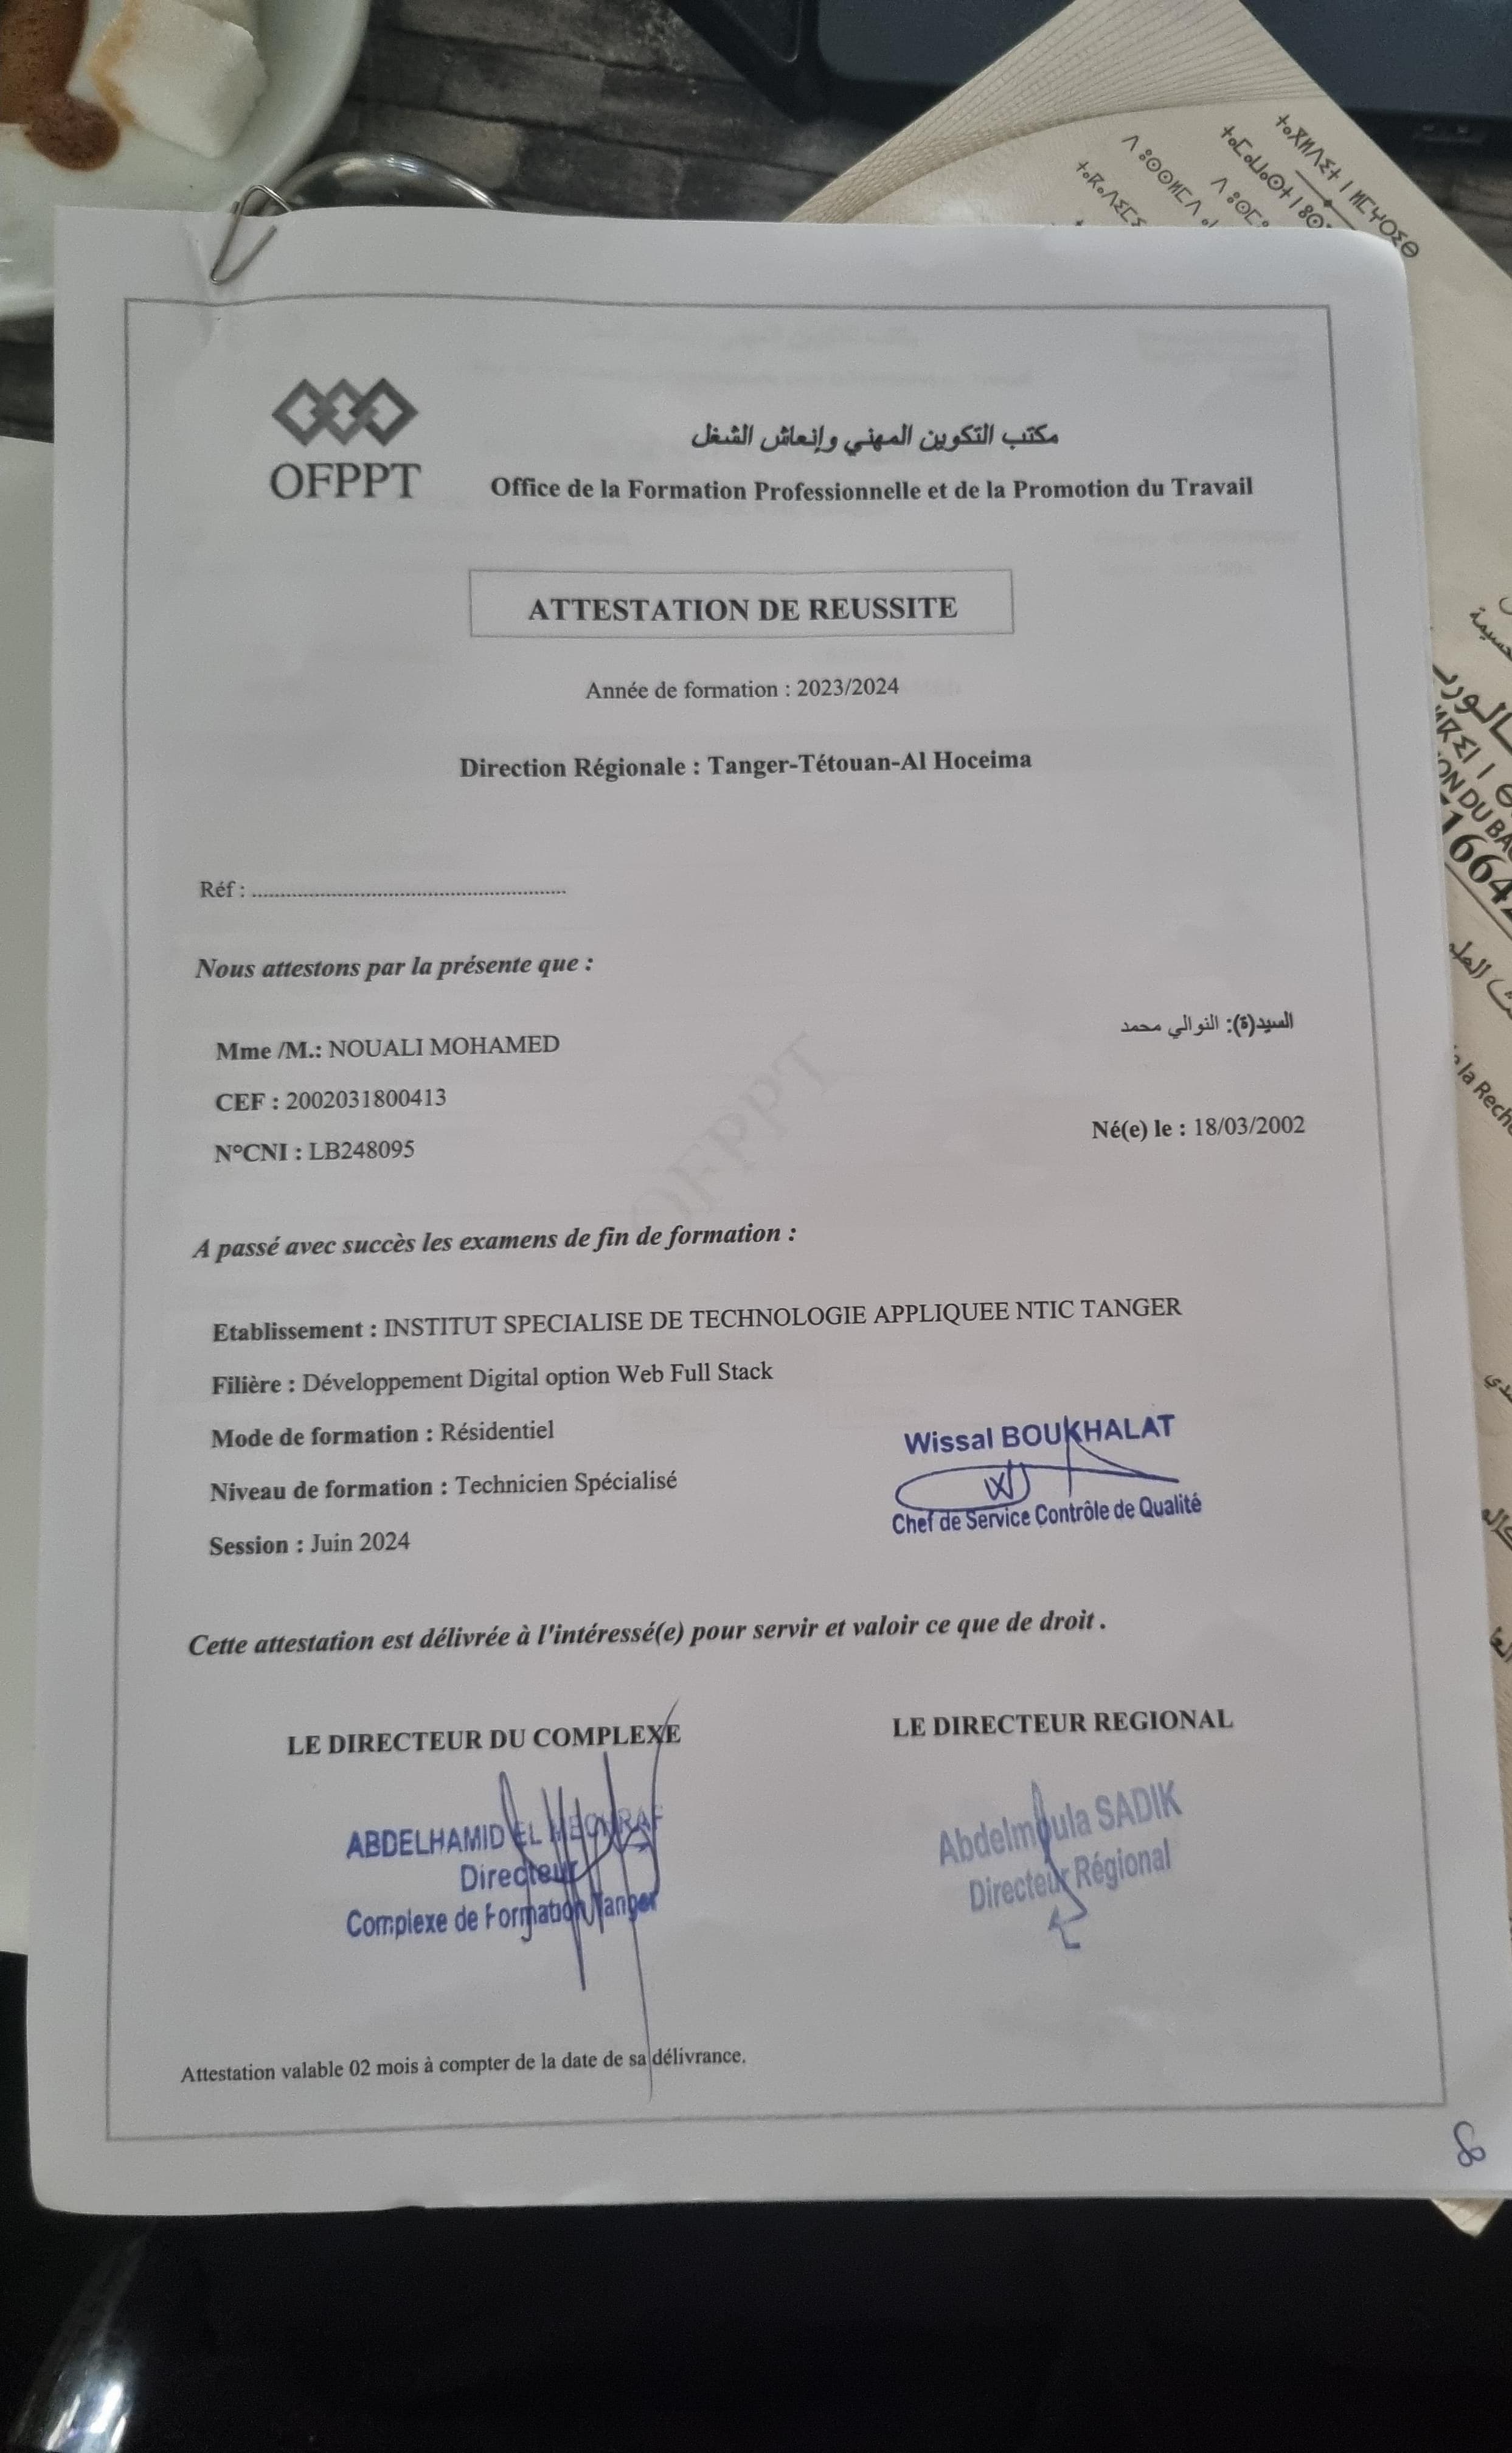 ⵜⴰⴳⵍⴷⵉⵜ ⵏ ⵍⵎⵖⵔⵉⴱ
OFPPT
مكتب التكوين المهني وإنعاش الشغل
Office de la Formation Professionnelle et de la Promotion du Travail
ATTESTATION DE REUSSITE
Année de formation : 2023/2024
Direction Régionale : Tanger-Tétouan-Al Hoceima
Réf : ..........................................................
Nous attestons par la présente que :
السيد(ة): النوالي محمد
Mme /M.: NOUALI MOHAMED
CEF : 2002031800413
Né(e) le : 18/03/2002
N°CNI : LB248095
OFPPT
A passé avec succès les examens de fin de formation :
Etablissement : INSTITUT SPECIALISE DE TECHNOLOGIE APPLIQUEE NTIC TANGER
Filière : Développement Digital option Web Full Stack
Mode de formation : Résidentiel
Niveau de formation : Technicien Spécialisé
Session : Juin 2024
Wissal BOUKHALAT
Chef de Service Contrôle de Qualité
Cette attestation est délivrée à l'intéressé(e) pour servir et valoir ce que de droit .
LE DIRECTEUR DU COMPLEXE
LE DIRECTEUR REGIONAL
ABDELHAMID EL
Directeur
Complexe de Formation Tanger
Abdelmoula SADIK
Directeur Régional
Attestation valable 02 mois à compter de la date de sa délivrance.
8
ON DU BA
1664
la Rech